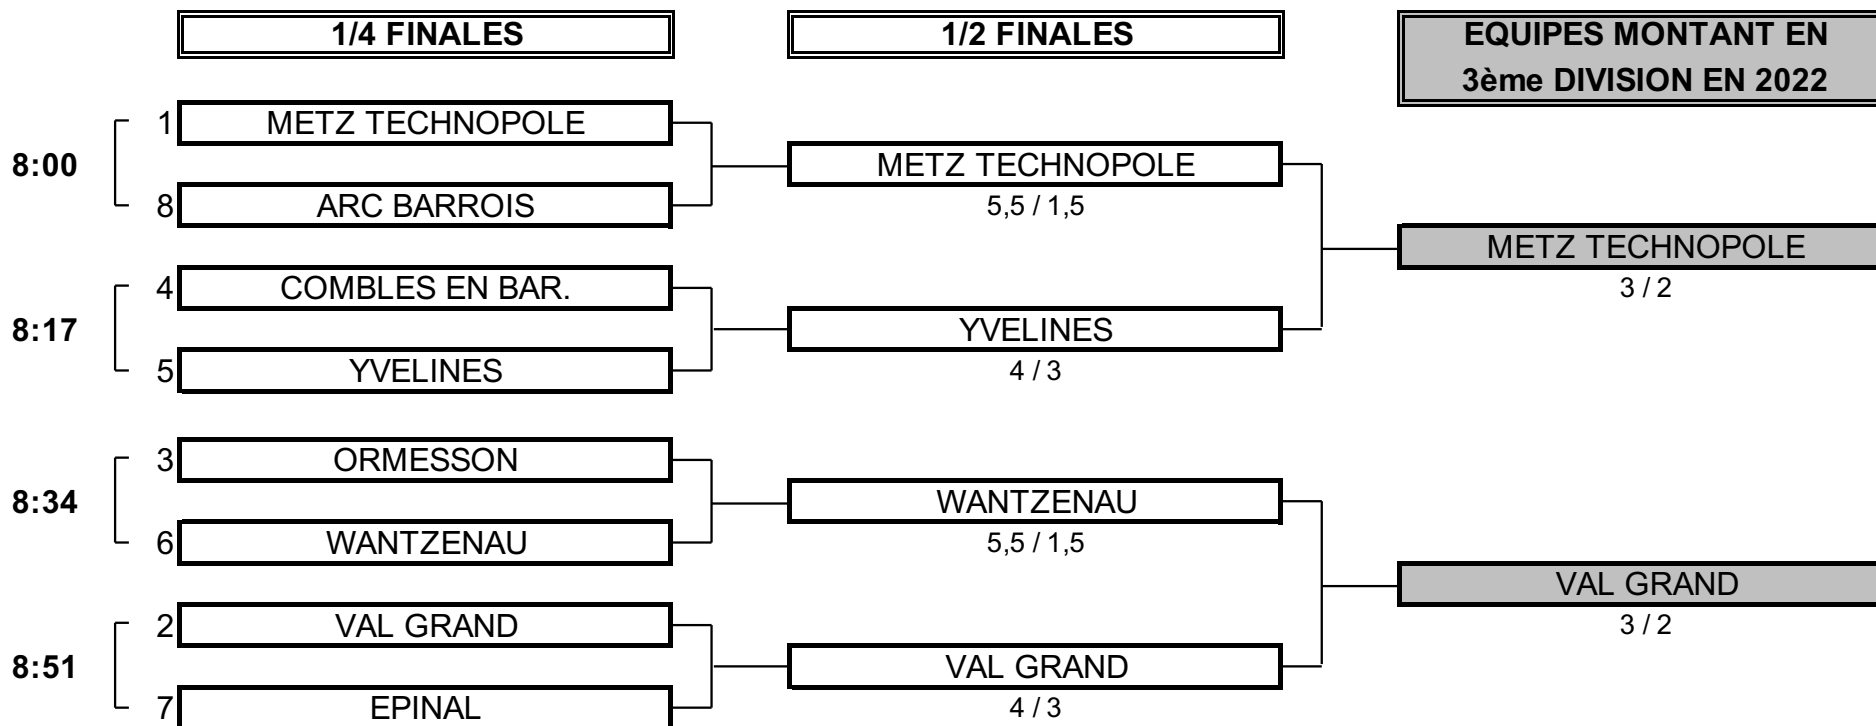 1/4 FINALES
1/2 FINALES
EQUIPES MONTANT EN
3ème DIVISION EN 2022
8:00
1
METZ TECHNOPOLE
8
ARC BARROIS
METZ TECHNOPOLE
5,5 / 1,5
METZ TECHNOPOLE
3 / 2
8:17
4
COMBLES EN BAR.
5
YVELINES
YVELINES
4 / 3
8:34
3
ORMESSON
6
WANTZENAU
WANTZENAU
5,5 / 1,5
VAL GRAND
3 / 2
8:51
2
VAL GRAND
7
EPINAL
VAL GRAND
4 / 3